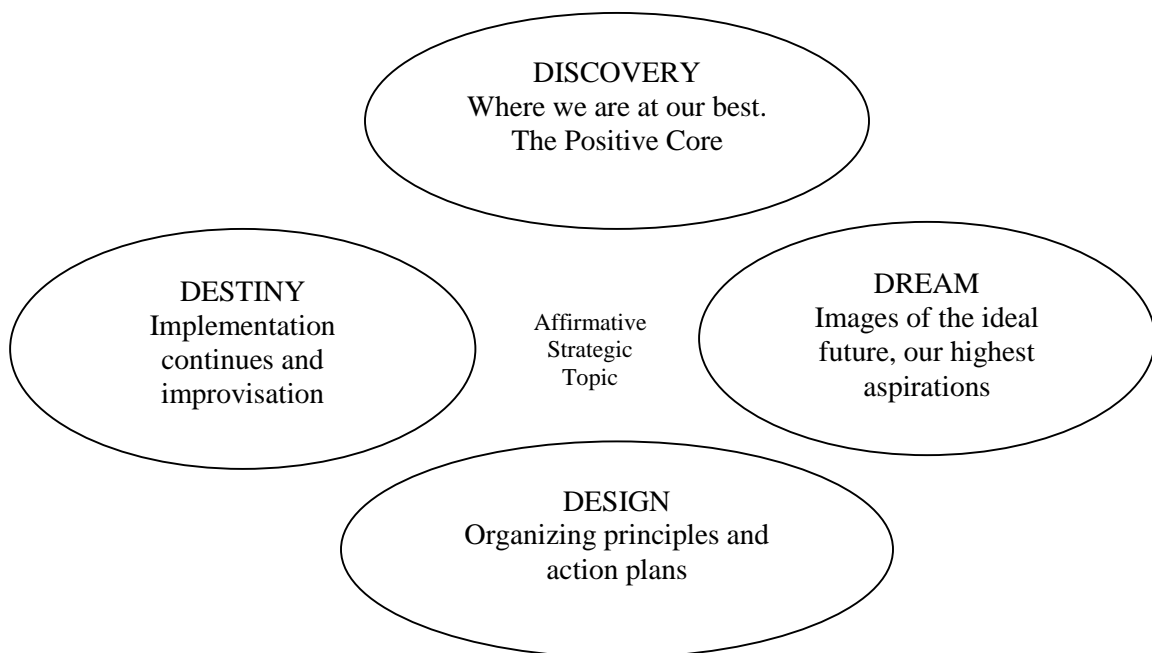 DISCOVERY
Where we are at our best.
The Positive Core
DESTINY
Implementation
continues and
improvisation
Affirmative
Strategic
Topic
DREAM
Images of the ideal
future, our highest
aspirations
DESIGN
Organizing principles and
action plans